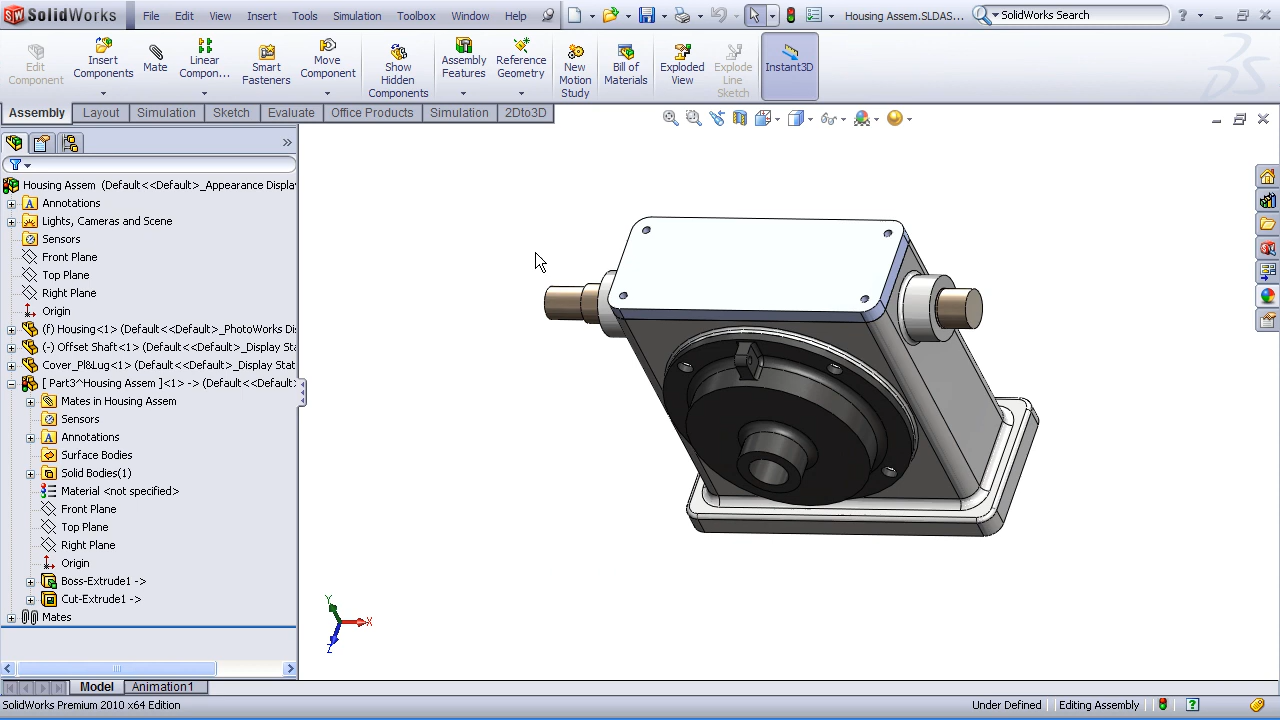 SolidWorks File Edit View Insert Tools Simulation Toolbox Window Help Housing Assem.SLDAS... SolidWorks Search ?
Edit Component
Insert Components
Mate
Linear Compon...
Smart Fasteners
Move Component
Show Hidden Components
Assembly Features
Reference Geometry
New Motion Study
Bill of Materials
Exploded View
Explode Line Sketch
Instant3D
Assembly Layout Simulation Sketch Evaluate Office Products Simulation 2Dto3D
Housing Assem (Default<<Default>_Appearance Display
Annotations
Lights, Cameras and Scene
Sensors
Front Plane
Top Plane
Right Plane
Origin
(f) Housing<1> (Default<<Default>_PhotoWorks Di
(-) OffsetShaft<1> (Default<<Default>_Display Sta
Cover_Pl&Lug<1> (Default<<Default>_Display Stat
[ Part3^Housing Assem ]<1> -> (Default<<Default>
Mates in Housing Assem
Sensors
Annotations
Surface Bodies
Solid Bodies(1)
Material <not specified>
Front Plane
Top Plane
Right Plane
Origin
Boss-Extrude1 ->
Cut-Extrude1 ->
Mates
Y
X
Z
Model Animation1
SolidWorks Premium 2010 x64 Edition Under Defined Editing Assembly